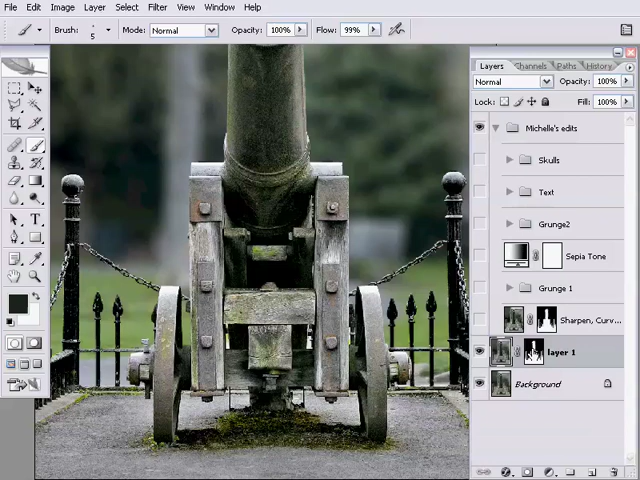 File Edit Image Layer Select Filter View Window Help
Brush: 5 Mode: Normal Opacity: 100% Flow: 99%
Layers Channels Paths History
Normal Opacity: 100%
Lock: Fill: 100%
Michelle's edits
Skulls
Text
Grunge2
Sepia Tone
Grunge 1
Sharpen, Curv...
layer 1
Background
T